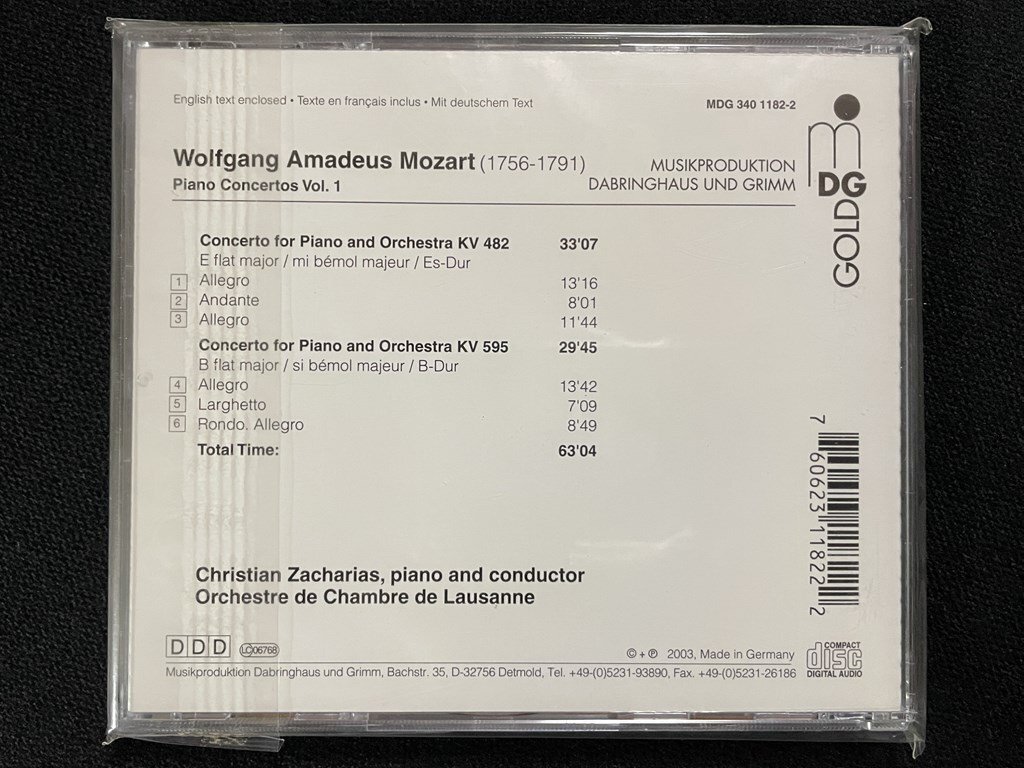 English text enclosed • Texte en français inclus • Mit deutschem Text
MDG 340 1182-2
Wolfgang Amadeus Mozart (1756-1791)
Piano Concertos Vol. 1
MUSIKPRODUKTION
DABRINGHAUS UND GRIMM
m
DG
GOLD
Concerto for Piano and Orchestra KV 482 33'07
E flat major / mi bémol majeur / Es-Dur
1 Allegro 13'16
2 Andante 8'01
3 Allegro 11'44
Concerto for Piano and Orchestra KV 595 29'45
B flat major / si bémol majeur / B-Dur
4 Allegro 13'42
5 Larghetto 7'09
6 Rondo. Allegro 8'49
Total Time: 63'04
7 60623 11822 2
Christian Zacharias, piano and conductor
Orchestre de Chambre de Lausanne
DDD LC06768
© + ℗ 2003, Made in Germany
Musikproduktion Dabringhaus und Grimm, Bachstr. 35, D-32756 Detmold, Tel. +49-(0)5231-93890, Fax. +49-(0)5231-26186
COMPACT
disc
DIGITAL AUDIO